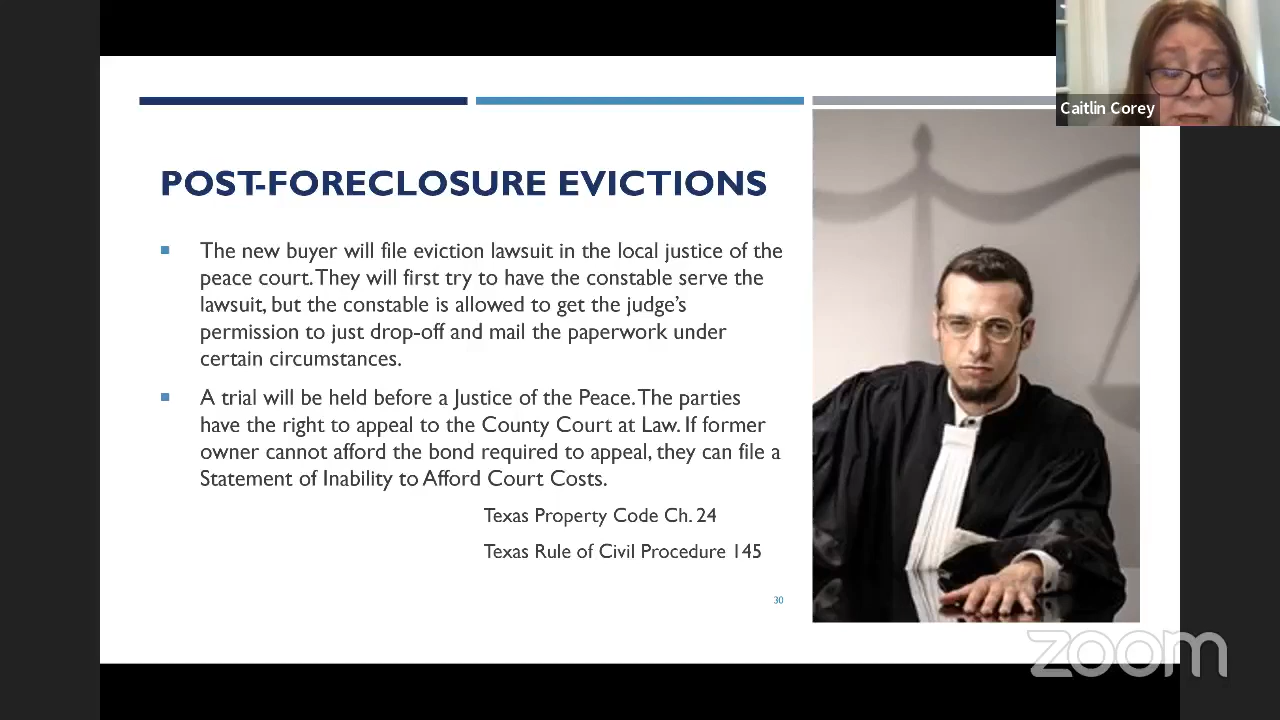 Caitlin Corey
POST-FORECLOSURE EVICTIONS
The new buyer will file eviction lawsuit in the local justice of the
peace court. They will first try to have the constable serve the
lawsuit, but the constable is allowed to get the judge's
permission to just drop-off and mail the paperwork under
certain circumstances.
A trial will be held before a Justice of the Peace. The parties
have the right to appeal to the County Court at Law. If former
owner cannot afford the bond required to appeal, they can file a
Statement of Inability to Afford Court Costs.
Texas Property Code Ch. 24
Texas Rule of Civil Procedure 145
30
zoom